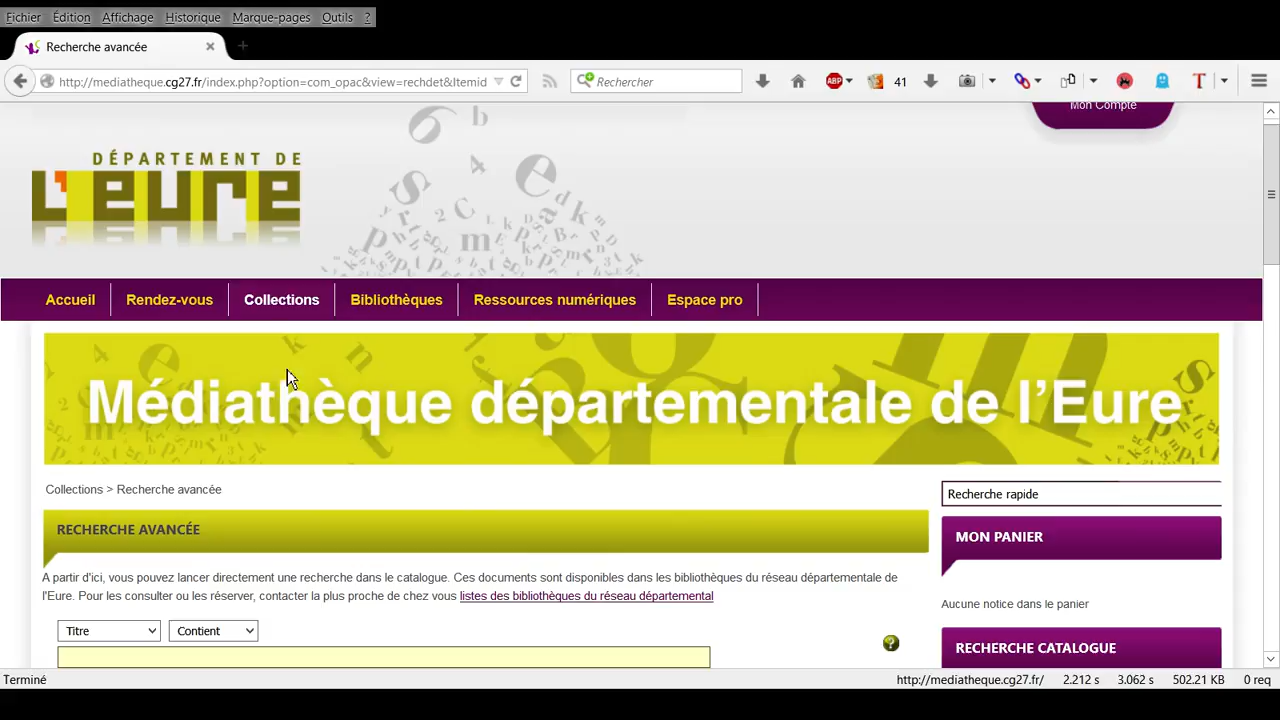 Fichier Édition Affichage Historique Marque-pages Outils ?
Recherche avancée
http://mediatheque.cg27.fr/index.php?option=com_opac&view=rechdet&Itemid
Rechercher
ABP
41
T
Mon Compte
DÉPARTEMENT DE
L'eure
Accueil Rendez-vous Collections Bibliothèques Ressources numériques Espace pro
Médiathèque départementale de l'Eure
Collections > Recherche avancée
Recherche rapide
RECHERCHE AVANCÉE
MON PANIER
A partir d'ici, vous pouvez lancer directement une recherche dans le catalogue. Ces documents sont disponibles dans les bibliothèques du réseau départementale de
l'Eure. Pour les consulter ou les réserver, contacter la plus proche de chez vous listes des bibliothèques du réseau départemental
Aucune notice dans le panier
Titre Contient
RECHERCHE CATALOGUE
Terminé
http://mediatheque.cg27.fr/ 2.212 s 3.062 s 502.21 KB 0 req